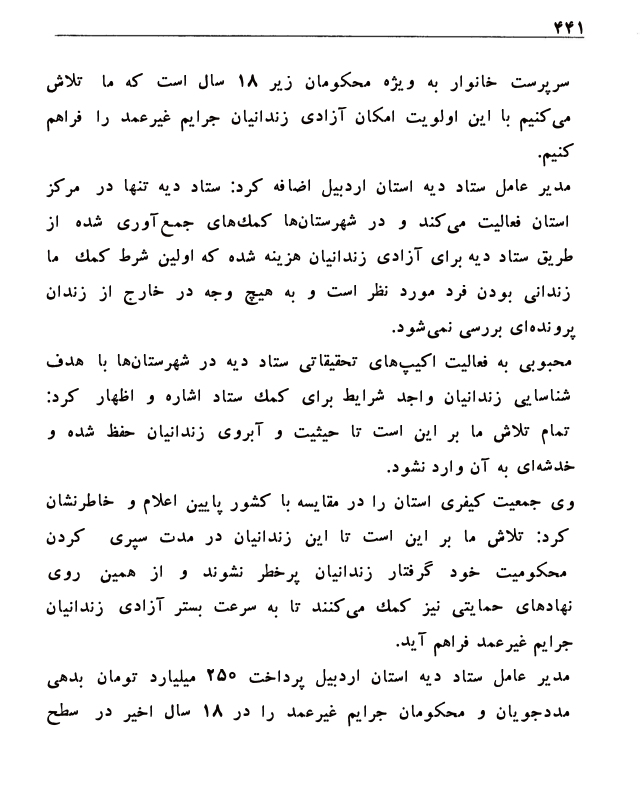 ۴۴۱
سرپرست خانوار به ویژه محکومان زیر ۱۸ سال است که ما تلاش
می‌کنیم با این اولویت امکان آزادی زندانیان جرایم غیرعمد را فراهم
کنیم.
مدیر عامل ستاد دیه استان اردبیل اضافه کرد: ستاد دیه تنها در مرکز
استان فعالیت می‌کند و در شهرستان‌ها کمك‌های جمع‌آوری شده از
طریق ستاد دیه برای آزادی زندانیان هزینه شده که اولین شرط کمك ما
زندانی بودن فرد مورد نظر است و به هیچ وجه در خارج از زندان
پرونده‌ای بررسی نمی‌شود.
محبوبی به فعالیت اکیپ‌های تحقیقاتی ستاد دیه در شهرستان‌ها با هدف
شناسایی زندانیان واجد شرایط برای کمك ستاد اشاره و اظهار کرد:
تمام تلاش ما بر این است تا حیثیت و آبروی زندانیان حفظ شده و
خدشه‌ای به آن وارد نشود.
وی جمعیت کیفری استان را در مقایسه با کشور پایین اعلام و خاطرنشان
کرد: تلاش ما بر این است تا این زندانیان در مدت سپری کردن
محکومیت خود گرفتار زندانیان پرخطر نشوند و از همین روی
نهادهای حمایتی نیز کمك می‌کنند تا به سرعت بستر آزادی زندانیان
جرایم غیرعمد فراهم آید.
مدیر عامل ستاد دیه استان اردبیل پرداخت ۲۵۰ میلیارد تومان بدهی
مددجویان و محکومان جرایم غیرعمد را در ۱۸ سال اخیر در سطح